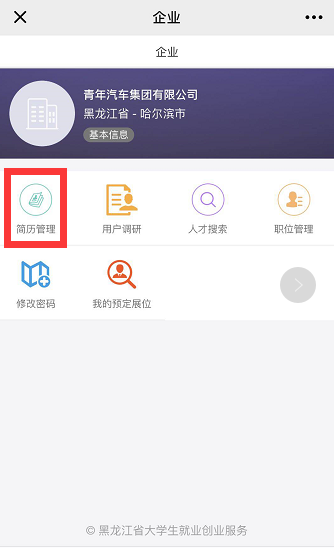 企业
企业
青年汽车集团有限公司
黑龙江省 - 哈尔滨市
基本信息
简历管理
用户调研
人才搜索
职位管理
修改密码
我的预定展位
© 黑龙江省大学生就业创业服务